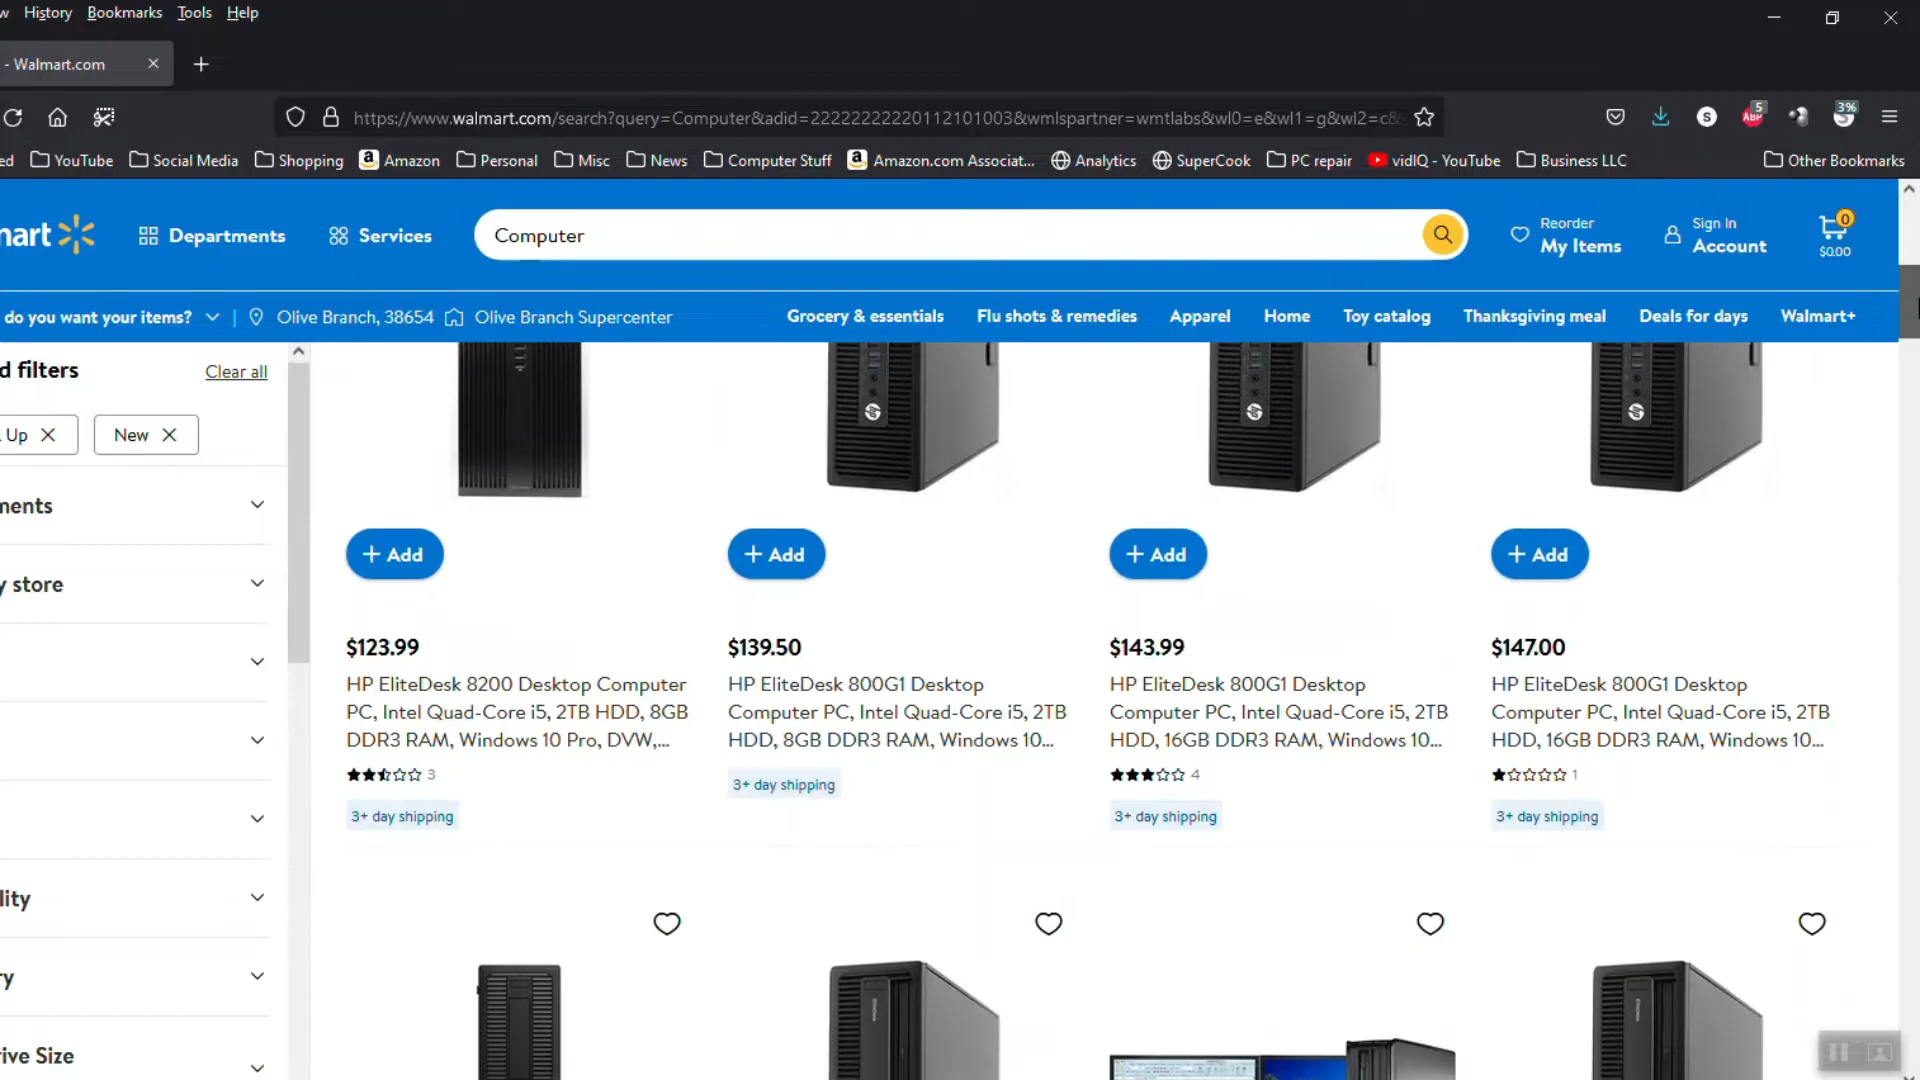 w History Bookmarks Tools Help
- Walmart.com
https://www.walmart.com/search?query=Computer&adid=22222222220112101003&wmlspartner=wmtlabs&wl0=e&wl1=g&wl2=c&
5
ABP
3%
ed YouTube Social Media Shopping Amazon Personal Misc News Computer Stuff Amazon.com Associat... Analytics SuperCook PC repair vidIQ - YouTube Business LLC Other Bookmarks
mart Departments Services Computer
Reorder
My Items
Sign In
Account
0
$0.00
do you want your items? | Olive Branch, 38654 Olive Branch Supercenter
Grocery & essentials Flu shots & remedies Apparel Home Toy catalog Thanksgiving meal Deals for days Walmart+
d filters Clear all
Up New
ments
y store
lity
ry
ive Size
+ Add + Add + Add + Add
$123.99
HP EliteDesk 8200 Desktop Computer
PC, Intel Quad-Core i5, 2TB HDD, 8GB
DDR3 RAM, Windows 10 Pro, DVW,...
3
3+ day shipping
$139.50
HP EliteDesk 800G1 Desktop
Computer PC, Intel Quad-Core i5, 2TB
HDD, 8GB DDR3 RAM, Windows 10...
3+ day shipping
$143.99
HP EliteDesk 800G1 Desktop
Computer PC, Intel Quad-Core i5, 2TB
HDD, 16GB DDR3 RAM, Windows 10...
4
3+ day shipping
$147.00
HP EliteDesk 800G1 Desktop
Computer PC, Intel Quad-Core i5, 2TB
HDD, 16GB DDR3 RAM, Windows 10...
1
3+ day shipping